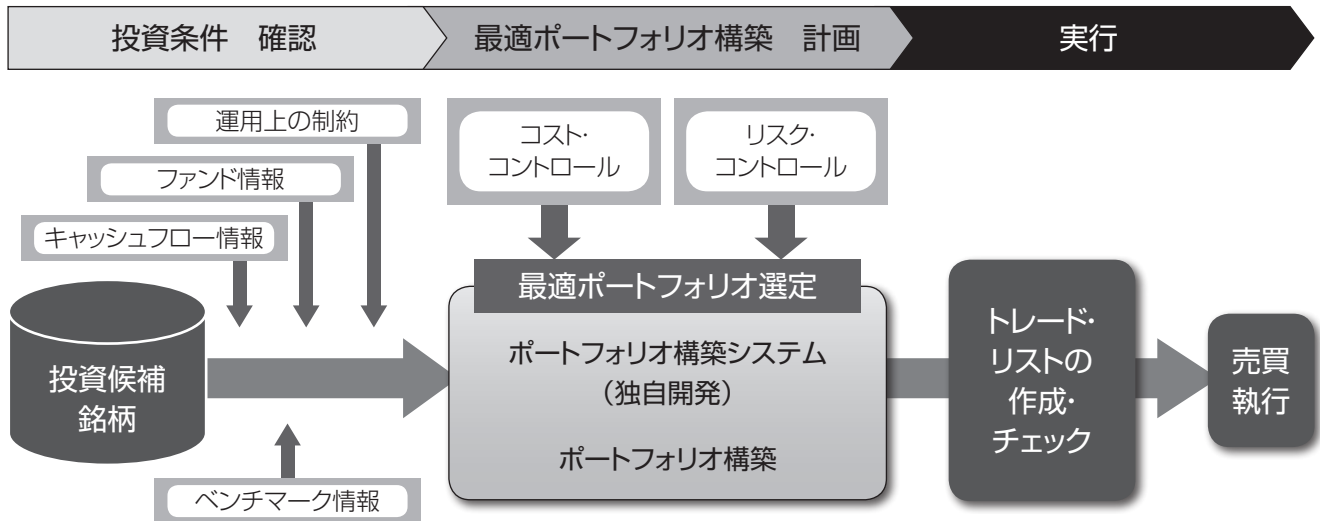 投資条件　確認
最適ポートフォリオ構築　計画
実行
運用上の制約
ファンド情報
キャッシュフロー情報
投資候補
銘柄
ベンチマーク情報
コスト・
コントロール
リスク・
コントロール
最適ポートフォリオ選定
ポートフォリオ構築システム
（独自開発）
ポートフォリオ構築
トレード・
リストの
作成・
チェック
売買
執行